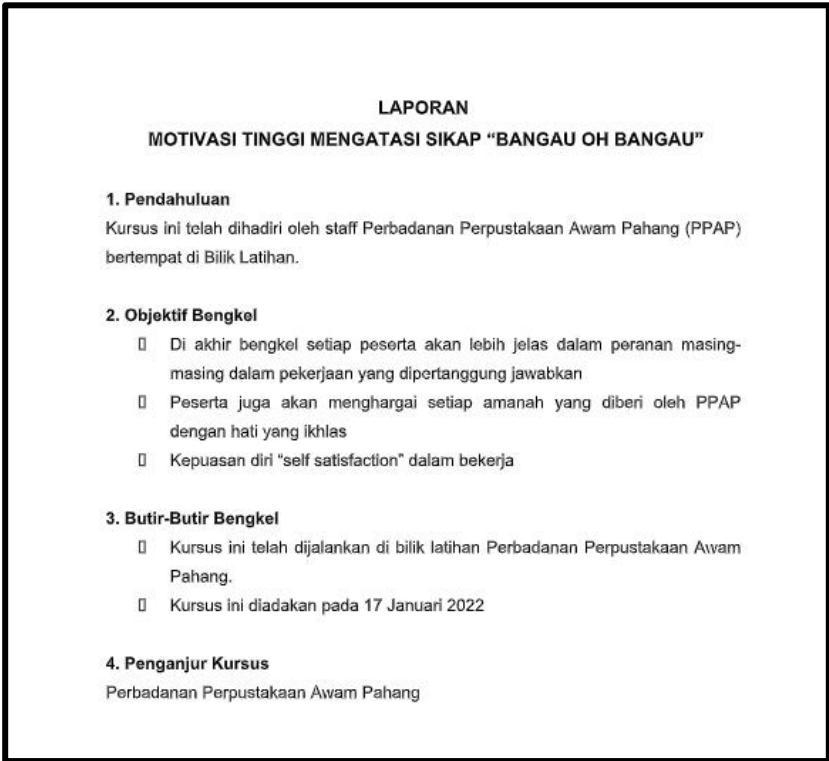 LAPORAN
MOTIVASI TINGGI MENGATASI SIKAP “BANGAU OH BANGAU”
1. Pendahuluan
Kursus ini telah dihadiri oleh staff Perbadanan Perpustakaan Awam Pahang (PPAP)
bertempat di Bilik Latihan.
2. Objektif Bengkel
Di akhir bengkel setiap peserta akan lebih jelas dalam peranan masing-
masing dalam pekerjaan yang dipertanggung jawabkan
Peserta juga akan menghargai setiap amanah yang diberi oleh PPAP
dengan hati yang ikhlas
Kepuasan diri “self satisfaction” dalam bekerja
3. Butir-Butir Bengkel
Kursus ini telah dijalankan di bilik latihan Perbadanan Perpustakaan Awam
Pahang.
Kursus ini diadakan pada 17 Januari 2022
4. Penganjur Kursus
Perbadanan Perpustakaan Awam Pahang